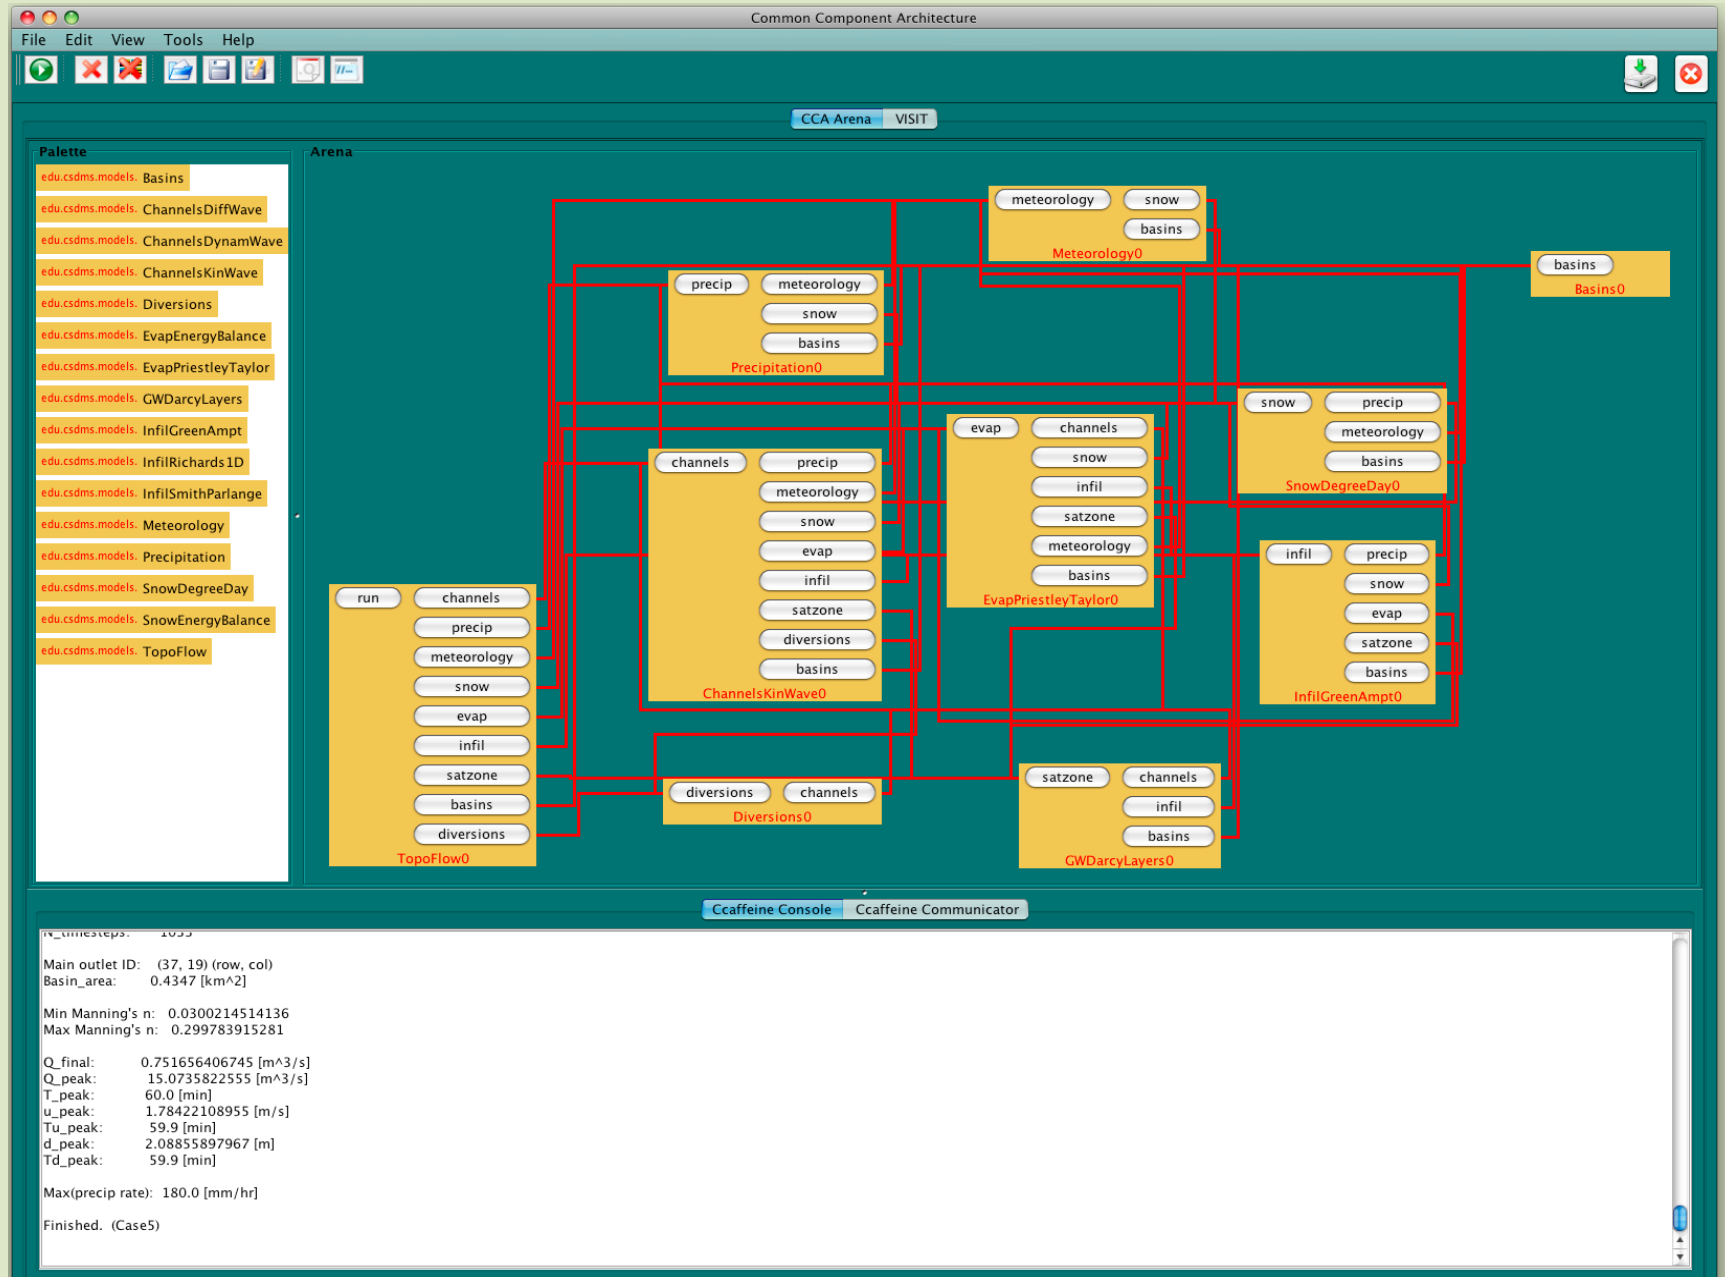 Common Component Architecture
File Edit View Tools Help
CCA Arena VISIT
Palette
edu.csdms.models. Basins
edu.csdms.models. ChannelsDiffWave
edu.csdms.models. ChannelsDynamWave
edu.csdms.models. ChannelsKinWave
edu.csdms.models. Diversions
edu.csdms.models. EvapEnergyBalance
edu.csdms.models. EvapPriestleyTaylor
edu.csdms.models. GWDarcyLayers
edu.csdms.models. InfilGreenAmpt
edu.csdms.models. InfilRichards1D
edu.csdms.models. InfilSmithParlange
edu.csdms.models. Meteorology
edu.csdms.models. Precipitation
edu.csdms.models. SnowDegreeDay
edu.csdms.models. SnowEnergyBalance
edu.csdms.models. TopoFlow
Arena
meteorology snow
basins
Meteorology0
basins
Basins0
precip meteorology
snow
basins
Precipitation0
snow precip
meteorology
basins
SnowDegreeDay0
evap channels
snow
infil
satzone
meteorology
basins
EvapPriestleyTaylor0
channels precip
meteorology
snow
evap
infil
satzone
diversions
basins
ChannelsKinWave0
infil precip
snow
evap
satzone
basins
InfilGreenAmpt0
run channels
precip
meteorology
snow
evap
infil
satzone
basins
diversions
TopoFlow0
diversions channels
Diversions0
satzone channels
infil
basins
GWDarcyLayers0
Ccaffeine Console Ccaffeine Communicator
N_timesteps: 1033
Main outlet ID: (37, 19) (row, col)
Basin_area: 0.4347 [km^2]
Min Manning's n: 0.0300214514136
Max Manning's n: 0.299783915281
Q_final: 0.751656406745 [m^3/s]
Q_peak: 15.0735822555 [m^3/s]
T_peak: 60.0 [min]
u_peak: 1.78422108955 [m/s]
Tu_peak: 59.9 [min]
d_peak: 2.08855897967 [m]
Td_peak: 59.9 [min]
Max(precip rate): 180.0 [mm/hr]
Finished. (Case5)